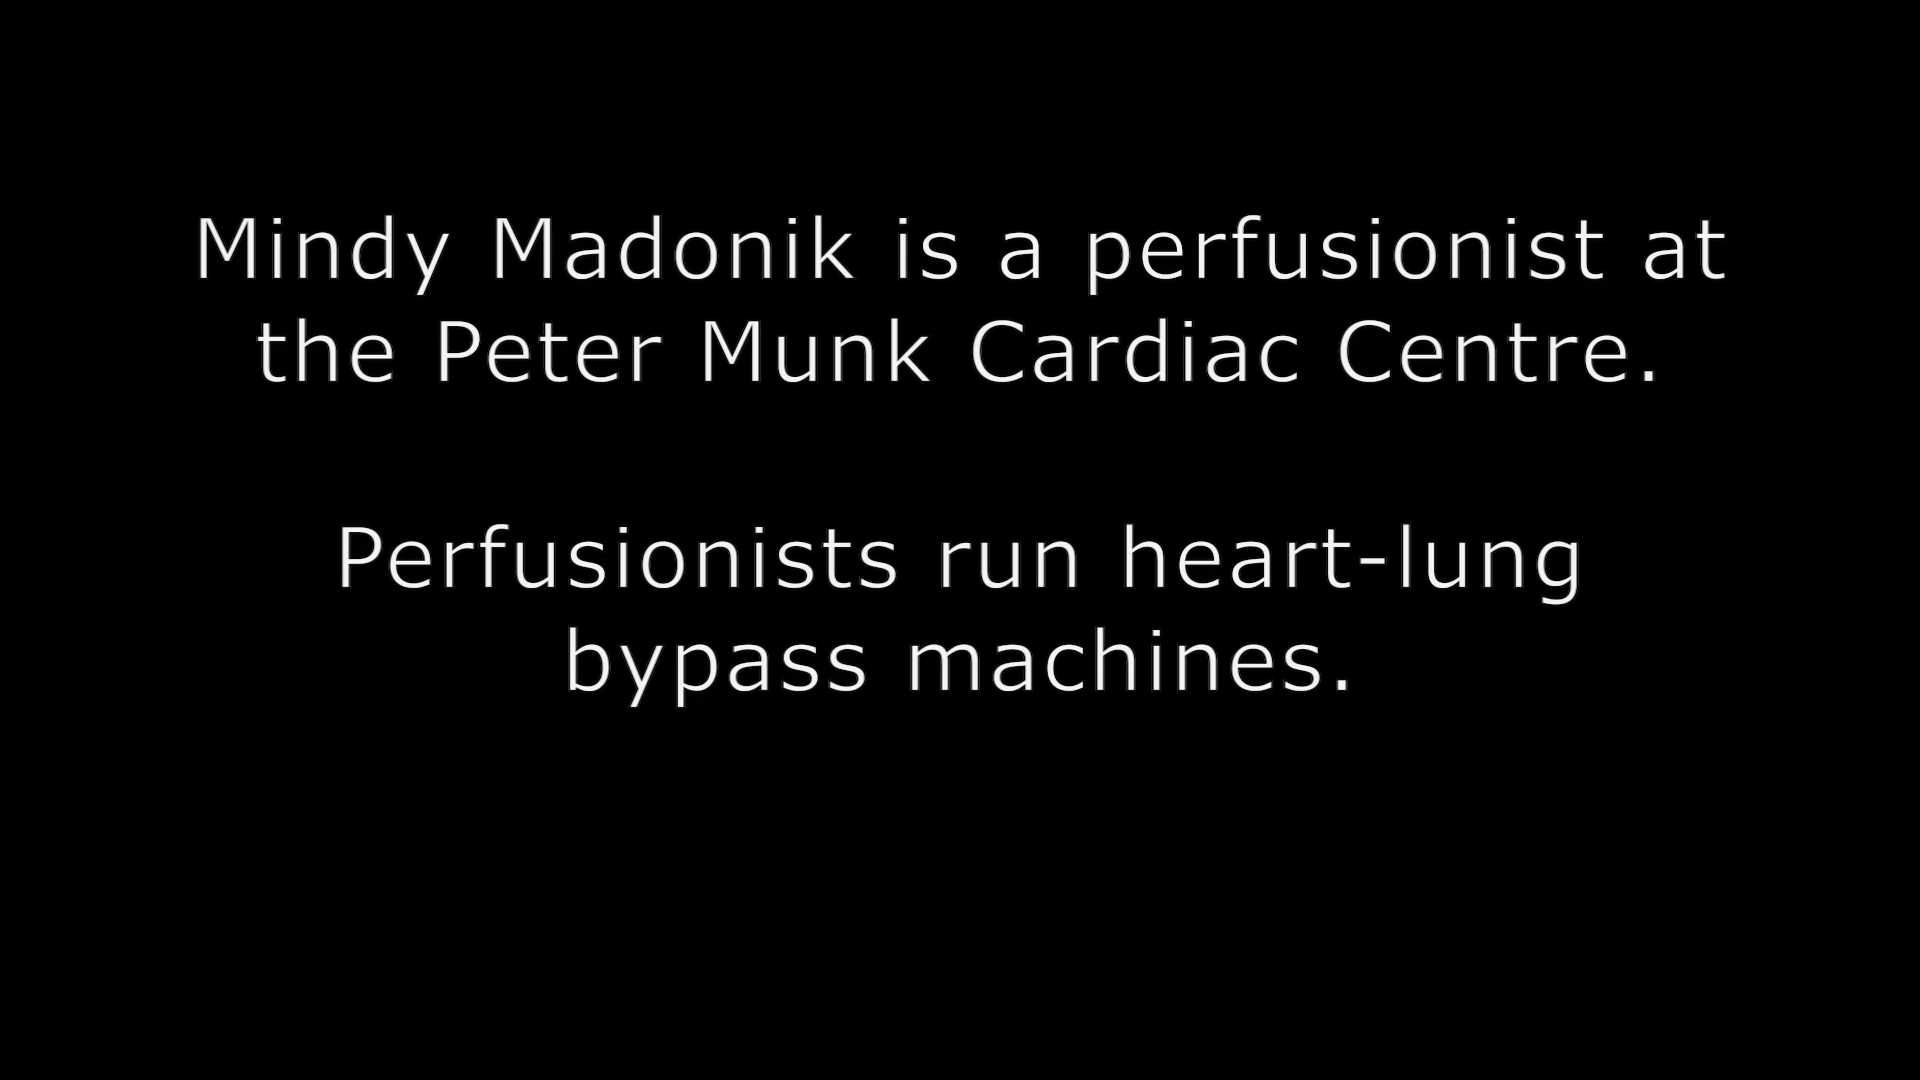 Mindy Madonik is a perfusionist at
the Peter Munk Cardiac Centre.
Perfusionists run heart-lung
bypass machines.